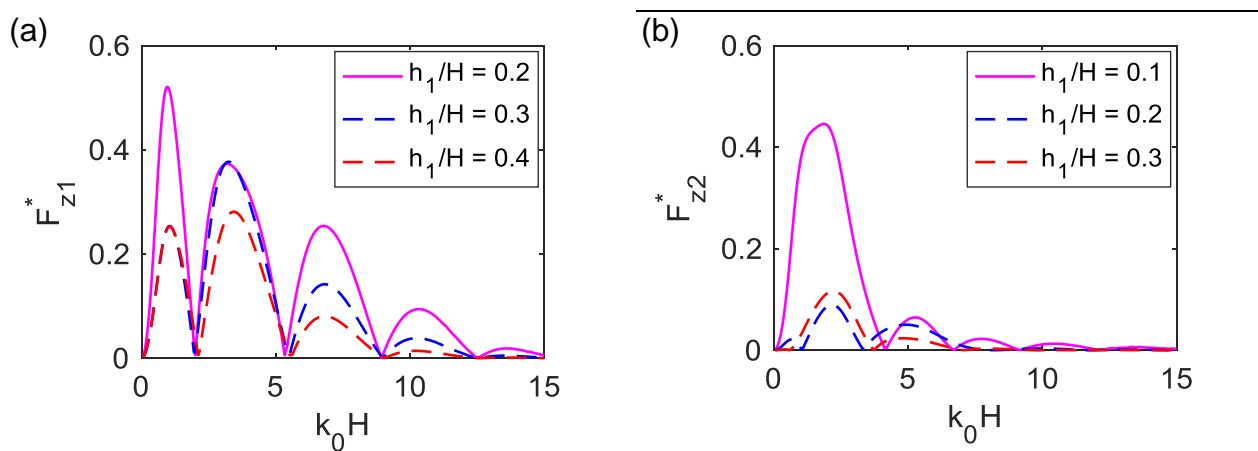 (a)
0.6
0.4
0.2
0
F*z1
0 5 10 15
k0H
h1/H = 0.2
h1/H = 0.3
h1/H = 0.4
(b)
0.6
0.4
0.2
0
F*z2
0 5 10 15
k0H
h1/H = 0.1
h1/H = 0.2
h1/H = 0.3